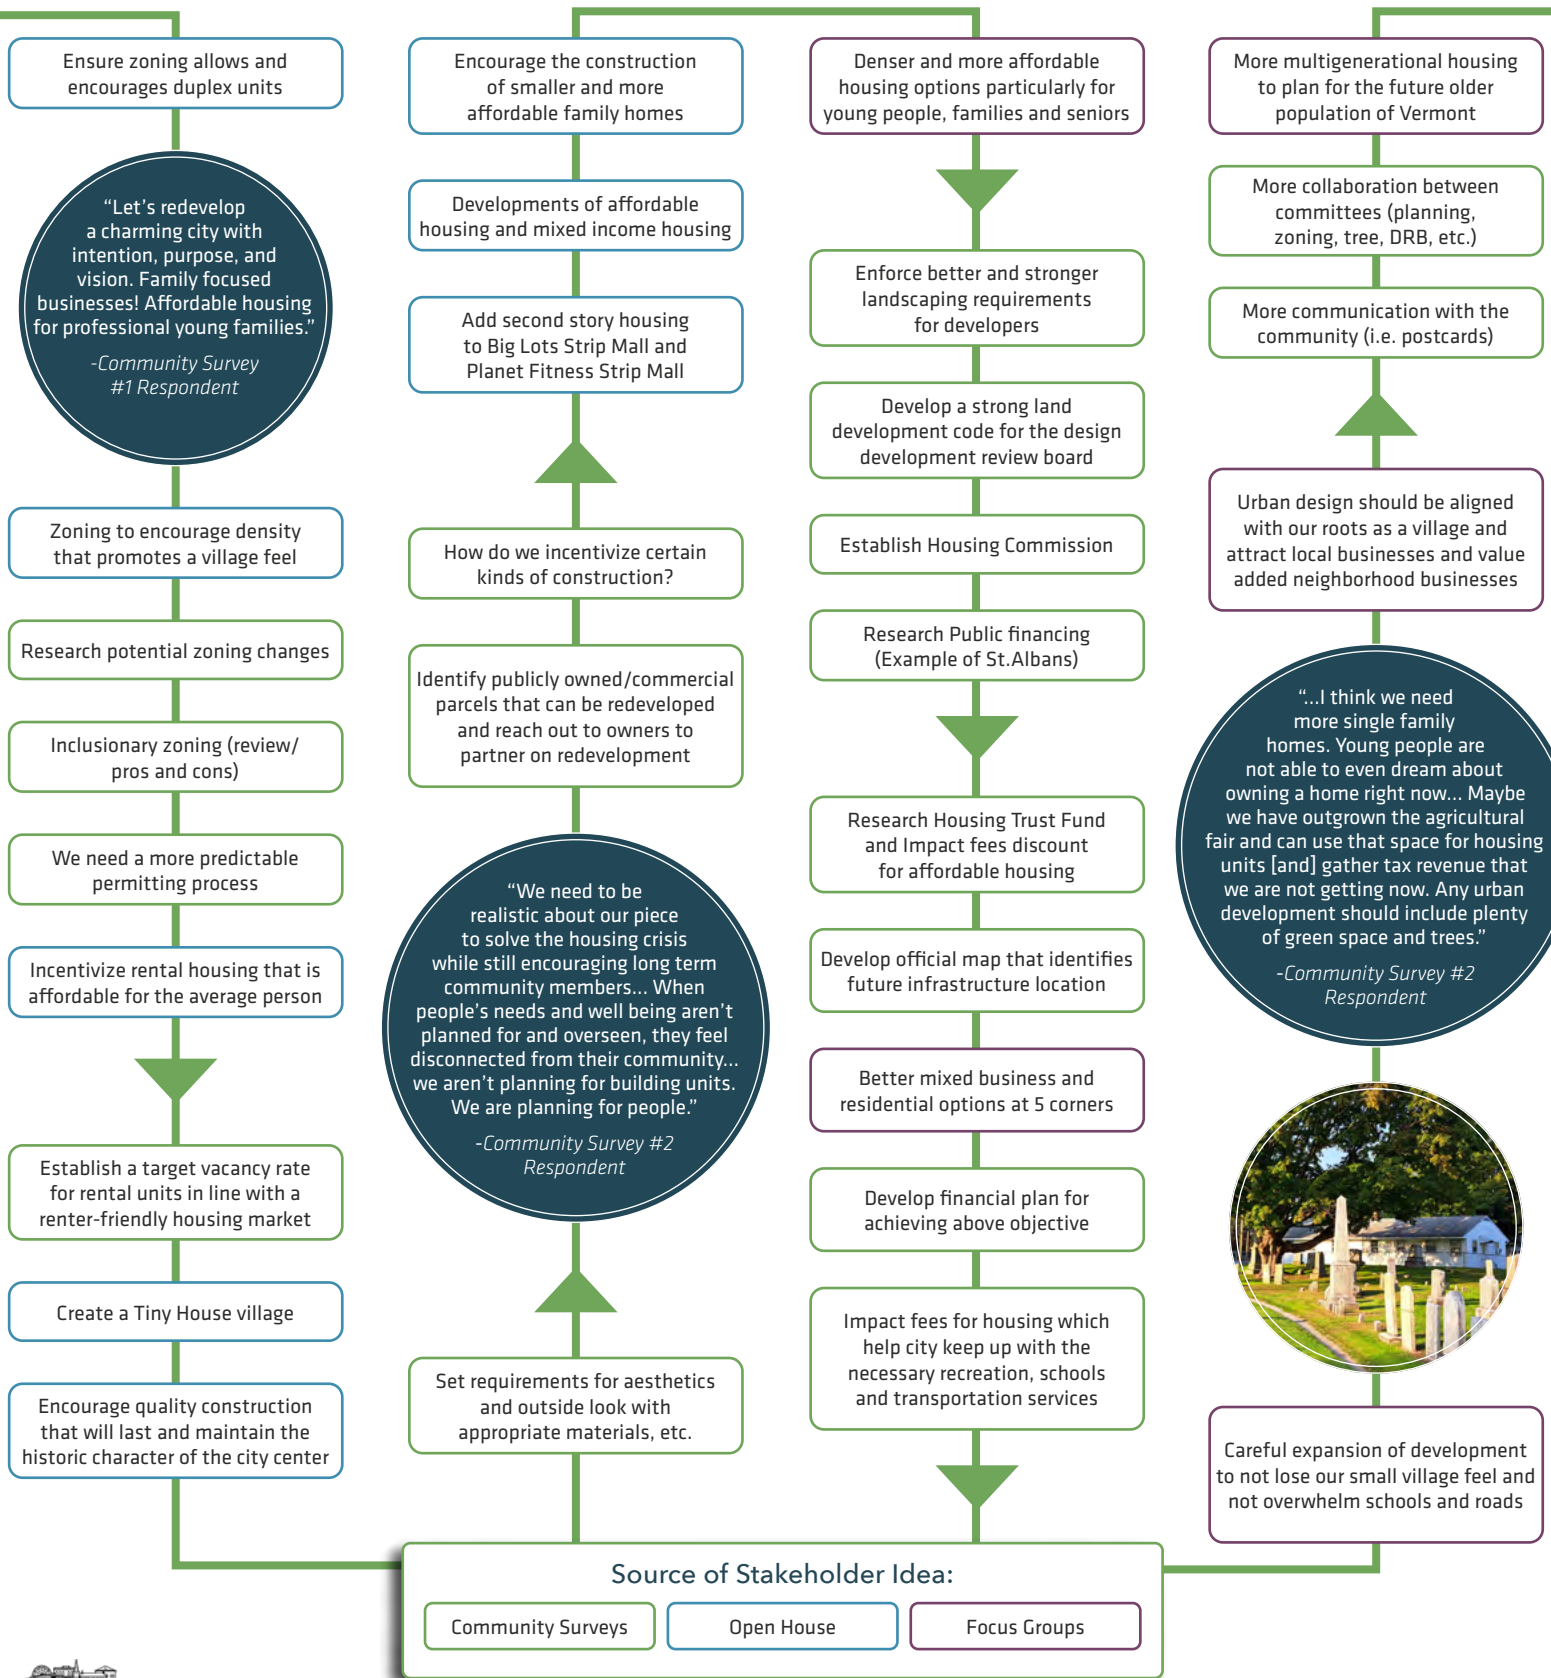 Ensure zoning allows and
encourages duplex units
“Let’s redevelop
a charming city with
intention, purpose, and
vision. Family focused
businesses! Affordable housing
for professional young families.”
-Community Survey
#1 Respondent
Zoning to encourage density
that promotes a village feel
Research potential zoning changes
Inclusionary zoning (review/
pros and cons)
We need a more predictable
permitting process
Incentivize rental housing that is
affordable for the average person
Establish a target vacancy rate
for rental units in line with a
renter-friendly housing market
Create a Tiny House village
Encourage quality construction
that will last and maintain the
historic character of the city center
Encourage the construction
of smaller and more
affordable family homes
Developments of affordable
housing and mixed income housing
Add second story housing
to Big Lots Strip Mall and
Planet Fitness Strip Mall
How do we incentivize certain
kinds of construction?
Identify publicly owned/commercial
parcels that can be redeveloped
and reach out to owners to
partner on redevelopment
“We need to be
realistic about our piece
to solve the housing crisis
while still encouraging long term
community members... When
people’s needs and well being aren’t
planned for and overseen, they feel
disconnected from their community...
we aren’t planning for building units.
We are planning for people.”
-Community Survey #2
Respondent
Set requirements for aesthetics
and outside look with
appropriate materials, etc.
Denser and more affordable
housing options particularly for
young people, families and seniors
Enforce better and stronger
landscaping requirements
for developers
Develop a strong land
development code for the design
development review board
Establish Housing Commission
Research Public financing
(Example of St.Albans)
Research Housing Trust Fund
and Impact fees discount
for affordable housing
Develop official map that identifies
future infrastructure location
Better mixed business and
residential options at 5 corners
Develop financial plan for
achieving above objective
Impact fees for housing which
help city keep up with the
necessary recreation, schools
and transportation services
More multigenerational housing
to plan for the future older
population of Vermont
More collaboration between
committees (planning,
zoning, tree, DRB, etc.)
More communication with the
community (i.e. postcards)
Urban design should be aligned
with our roots as a village and
attract local businesses and value
added neighborhood businesses
“...I think we need
more single family
homes. Young people are
not able to even dream about
owning a home right now... Maybe
we have outgrown the agricultural
fair and can use that space for housing
units [and] gather tax revenue that
we are not getting now. Any urban
development should include plenty
of green space and trees.”
-Community Survey #2
Respondent
Careful expansion of development
to not lose our small village feel and
not overwhelm schools and roads
Source of Stakeholder Idea:
Community Surveys
Open House
Focus Groups